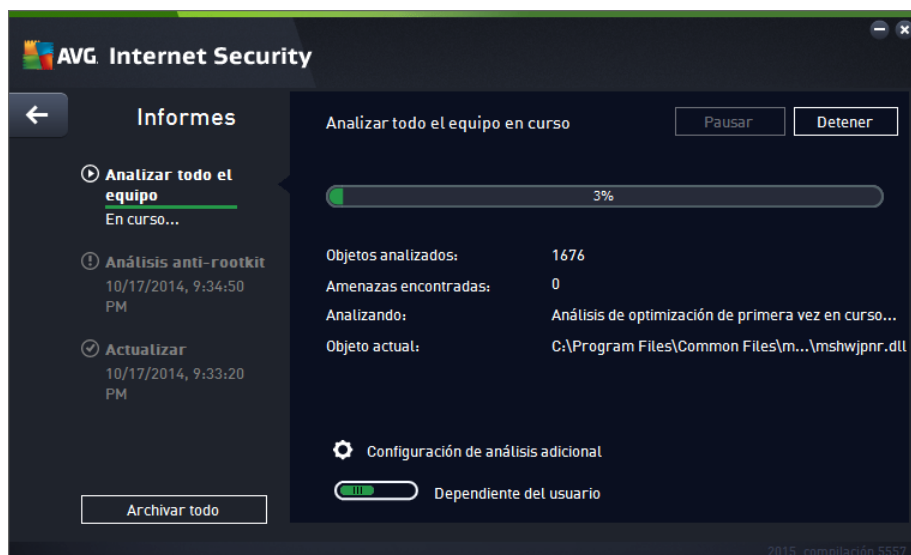 AVG. Internet Security
Informes
Analizar todo el
equipo
En curso...
Análisis anti-rootkit
10/17/2014, 9:34:50
PM
Actualizar
10/17/2014, 9:33:20
PM
Archivar todo
Analizar todo el equipo en curso
Pausar
Detener
3%
Objetos analizados: 1676
Amenazas encontradas: 0
Analizando: Análisis de optimización de primera vez en curso...
Objeto actual: C:\Program Files\Common Files\m...\mshwjpnr.dll
Configuración de análisis adicional
Dependiente del usuario
2015, compilación 5557